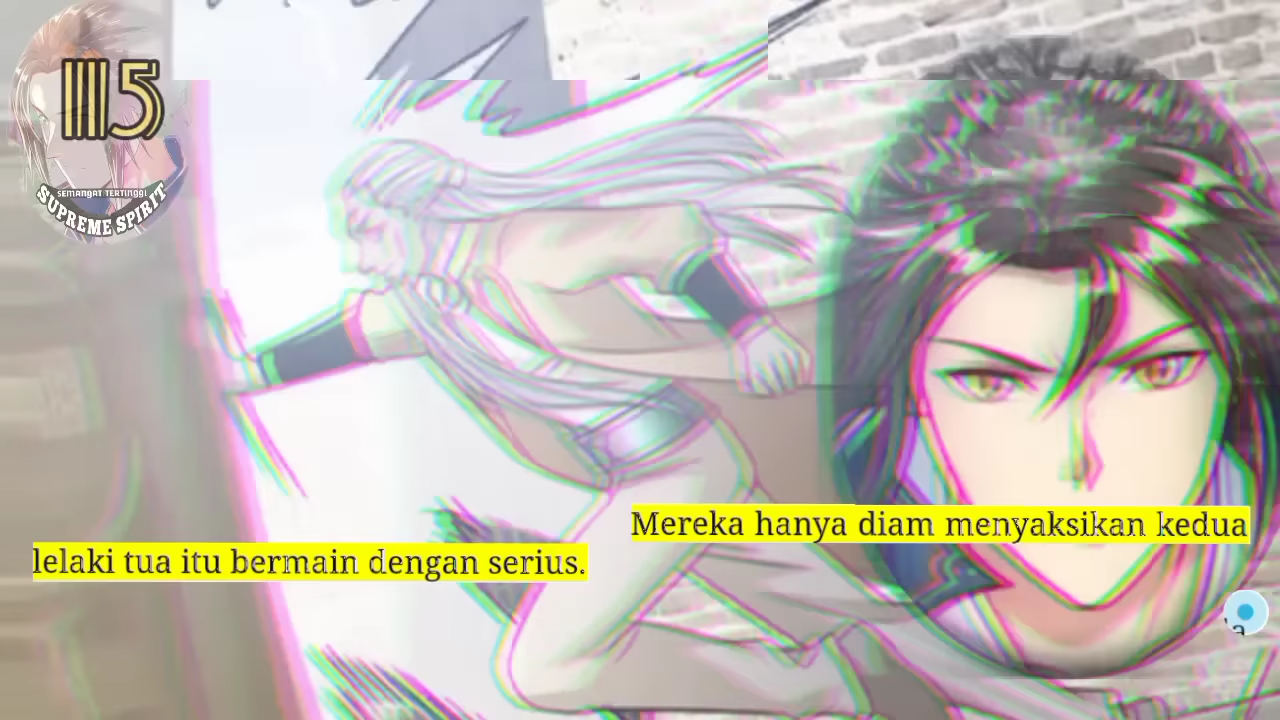 115
SEMANGAT TERTINGGI
SUPREME SPIRIT
Mereka hanya diam menyaksikan kedua
lelaki tua itu bermain dengan serius.